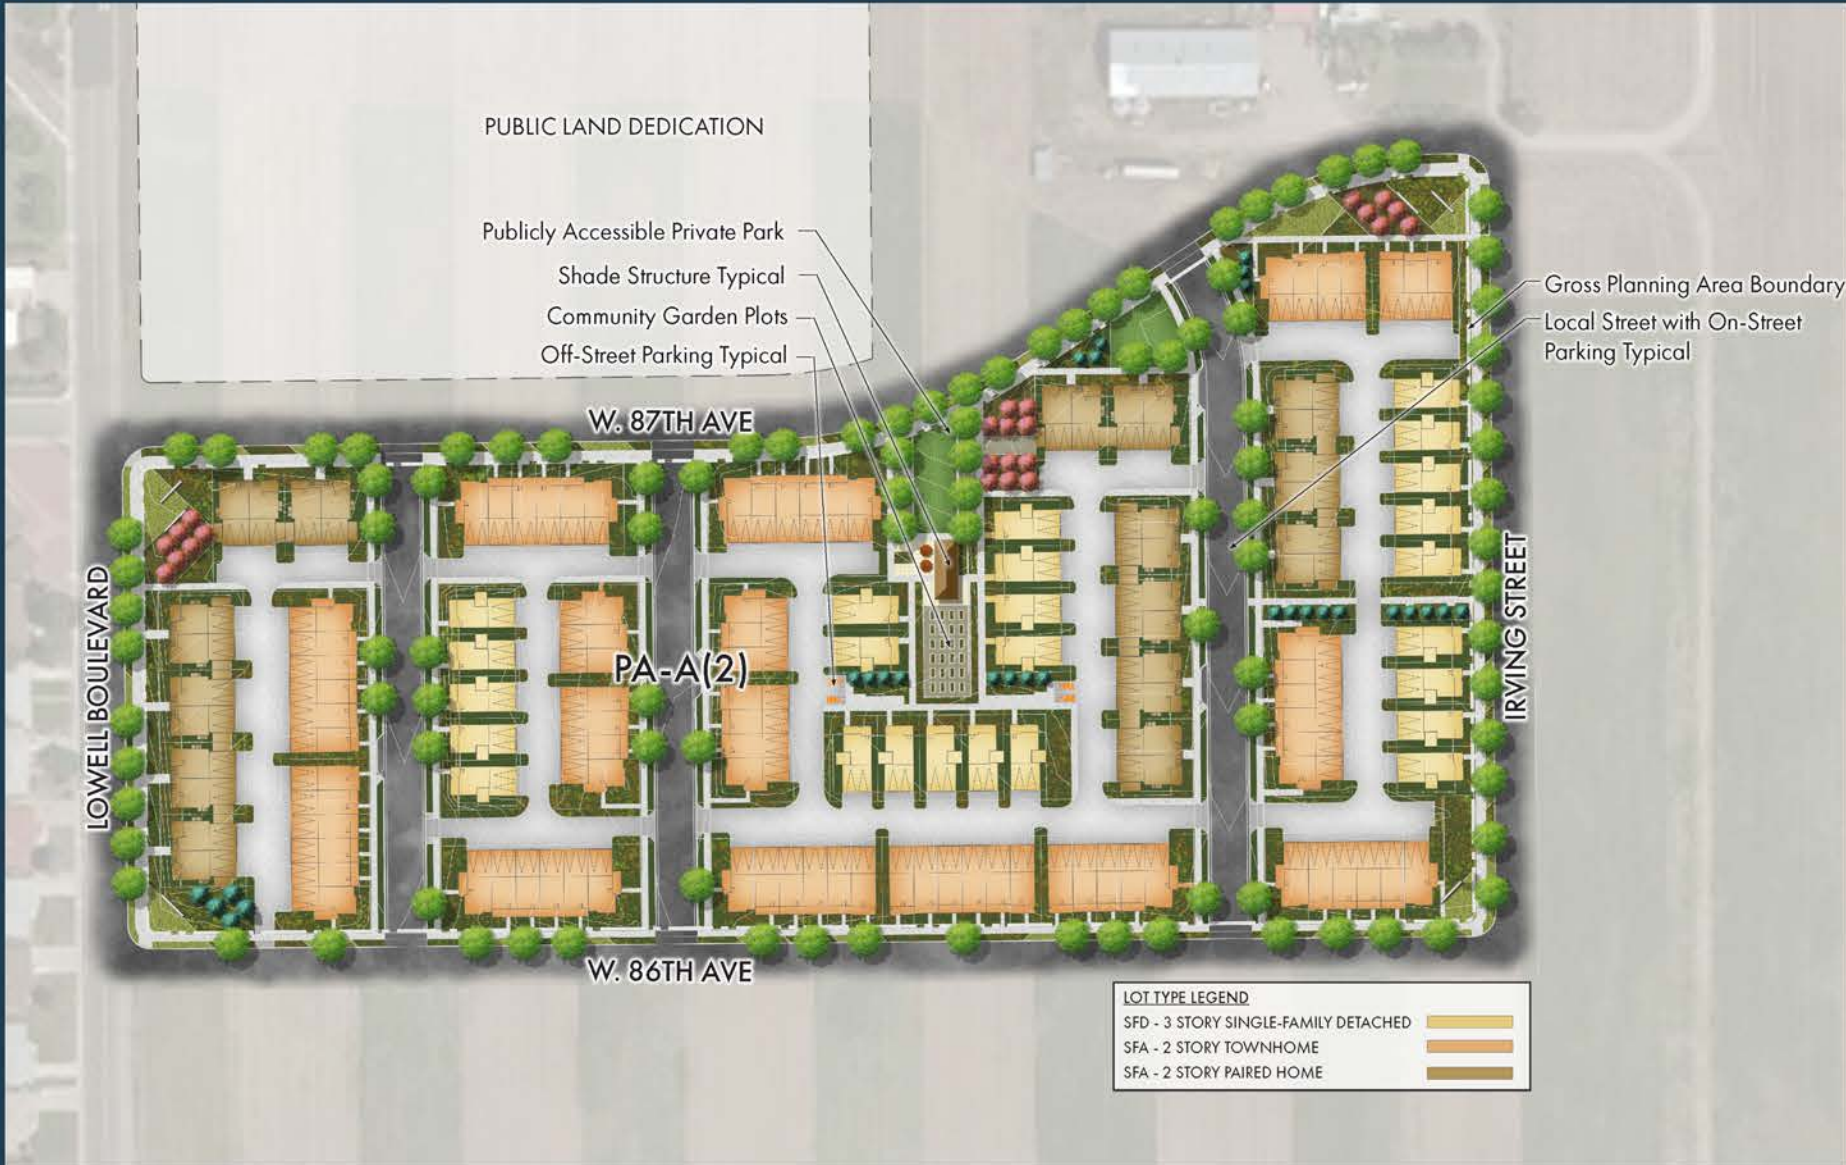 PUBLIC LAND DEDICATION
Publicly Accessible Private Park
Shade Structure Typical
Community Garden Plots
Off-Street Parking Typical
Gross Planning Area Boundary
Local Street with On-Street
Parking Typical
W. 87TH AVE
LOWELL BOULEVARD
PA-A(2)
IRVING STREET
W. 86TH AVE
LOT TYPE LEGEND
SFD - 3 STORY SINGLE-FAMILY DETACHED
SFA - 2 STORY TOWNHOME
SFA - 2 STORY PAIRED HOME